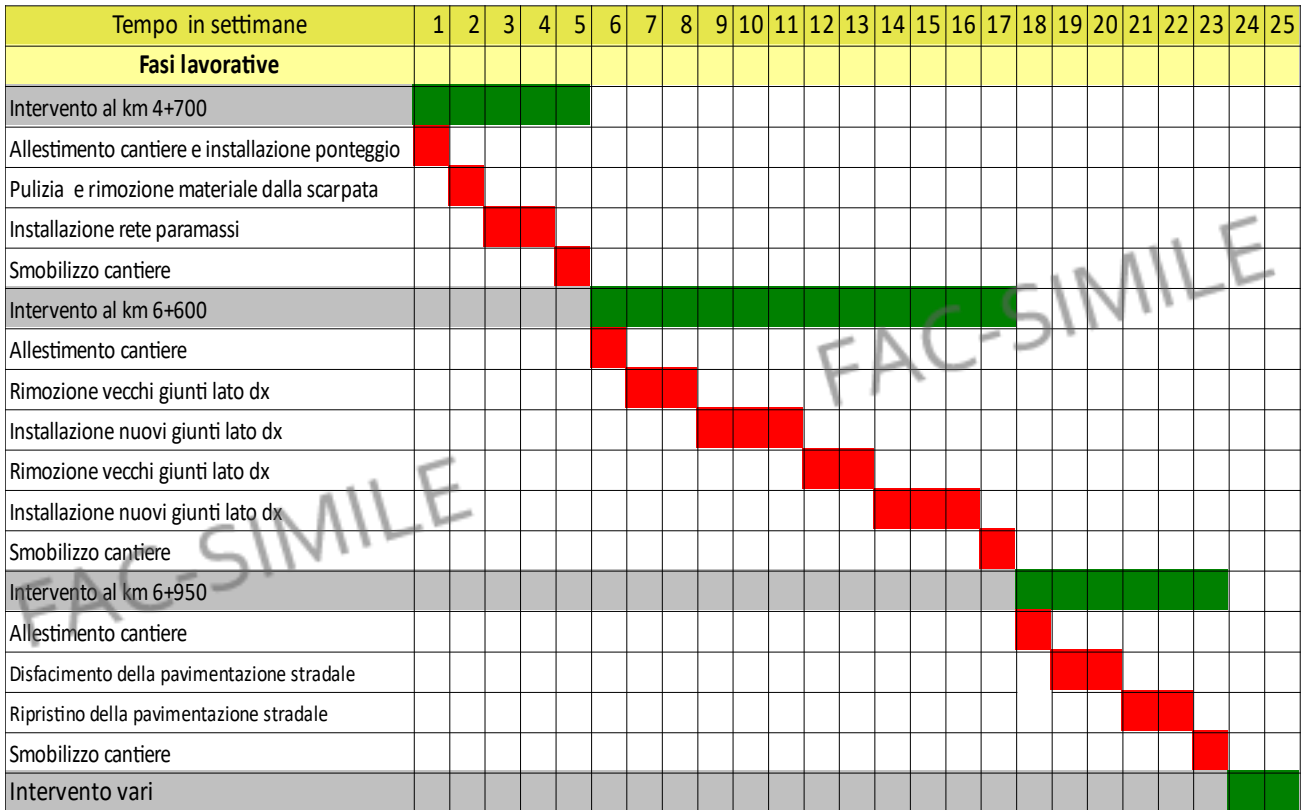 Tempo in settimane 1 2 3 4 5 6 7 8 9 10 11 12 13 14 15 16 17 18 19 20 21 22 23 24 25
Fasi lavorative
Intervento al km 4+700
Allestimento cantiere e installazione ponteggio
Pulizia e rimozione materiale dalla scarpata
Installazione rete paramassi
Smobilizzo cantiere
Intervento al km 6+600
Allestimento cantiere
Rimozione vecchi giunti lato dx
Installazione nuovi giunti lato dx
Rimozione vecchi giunti lato dx
Installazione nuovi giunti lato dx
Smobilizzo cantiere
Intervento al km 6+950
Allestimento cantiere
Disfacimento della pavimentazione stradale
Ripristino della pavimentazione stradale
Smobilizzo cantiere
Intervento vari
FAC-SIMILE
FAC-SIMILE